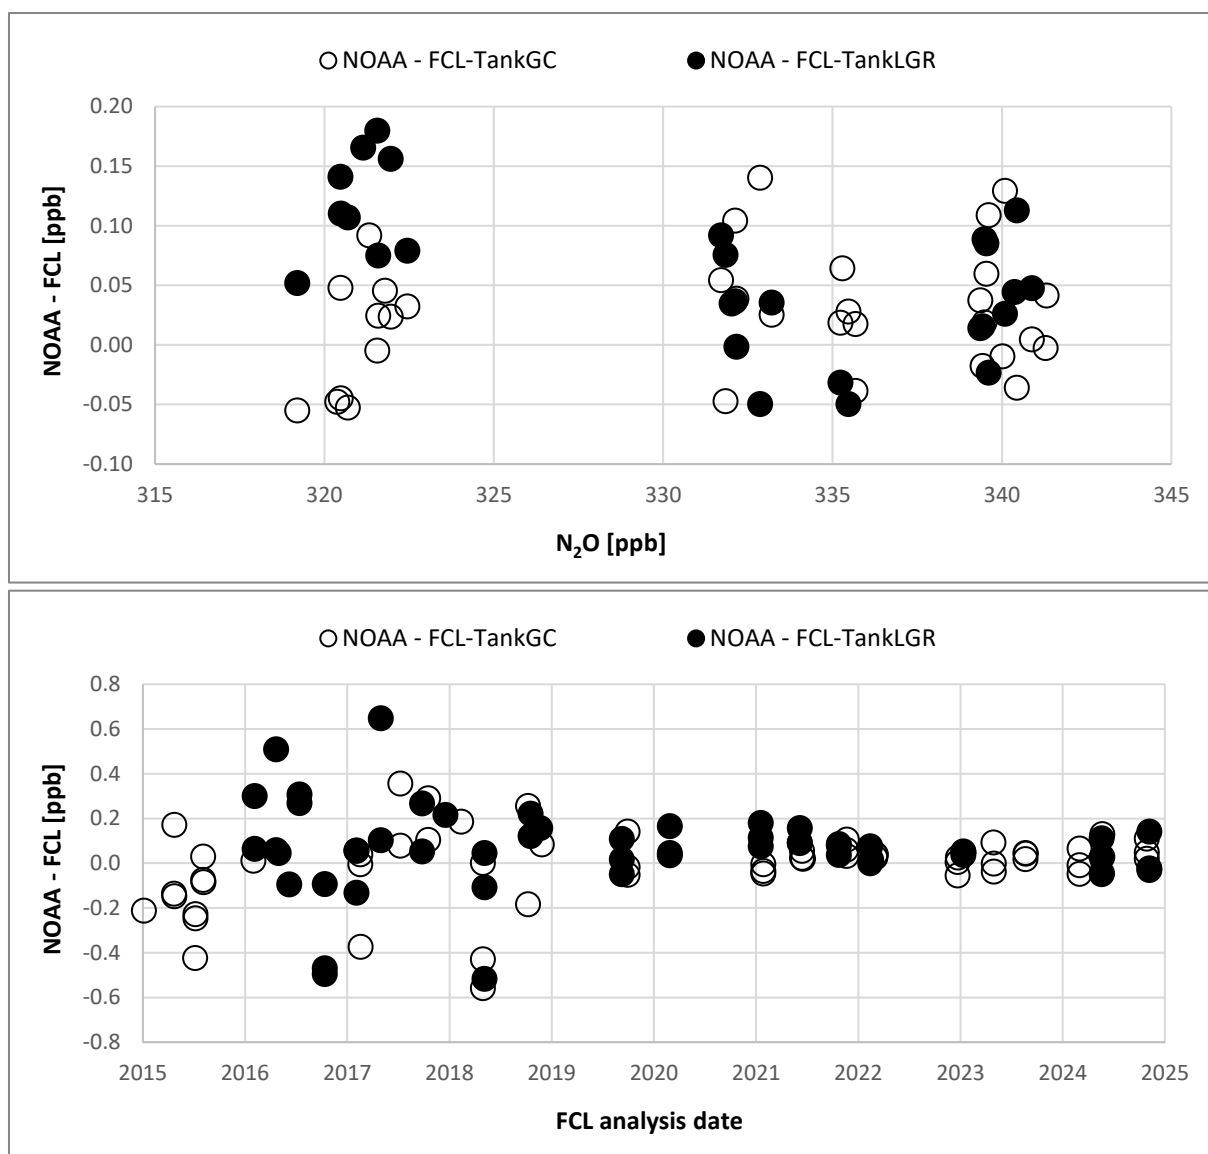 NOAA - FCL-TankGC NOAA - FCL-TankLGR
0.20
0.15
0.10
0.05
0.00
-0.05
-0.10
NOAA - FCL [ppb]
315 320 325 330 335 340 345
N₂O [ppb]
NOAA - FCL-TankGC NOAA - FCL-TankLGR
0.8
0.6
0.4
0.2
0.0
-0.2
-0.4
-0.6
-0.8
NOAA - FCL [ppb]
2015 2016 2017 2018 2019 2020 2021 2022 2023 2024 2025
FCL analysis date